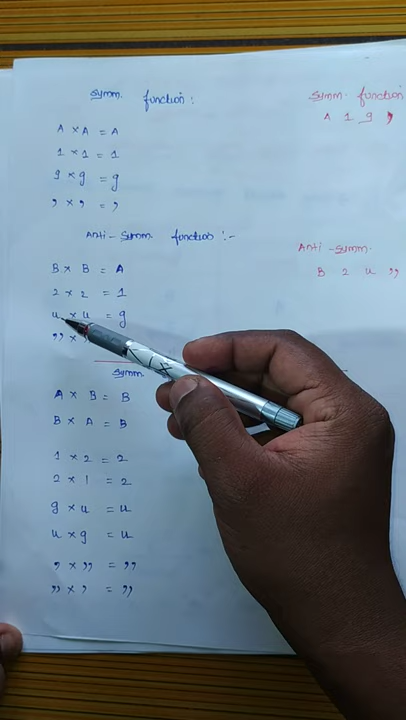 Symm. function :
A × A = A
1 × 1 = 1
g × g = g
, × , = ,
Anti - Symm. function :-
B × B = A
2 × 2 = 1
u × u = g
,, ×
Symm
A × B = B
B × A = B
1 × 2 = 2
2 × 1 = 2
g × u = u
u × g = u
, × ,, = ,,
,, × , = ,,
Symm. function
A 1 g ,
Anti - Symm.
B 2 u ,,